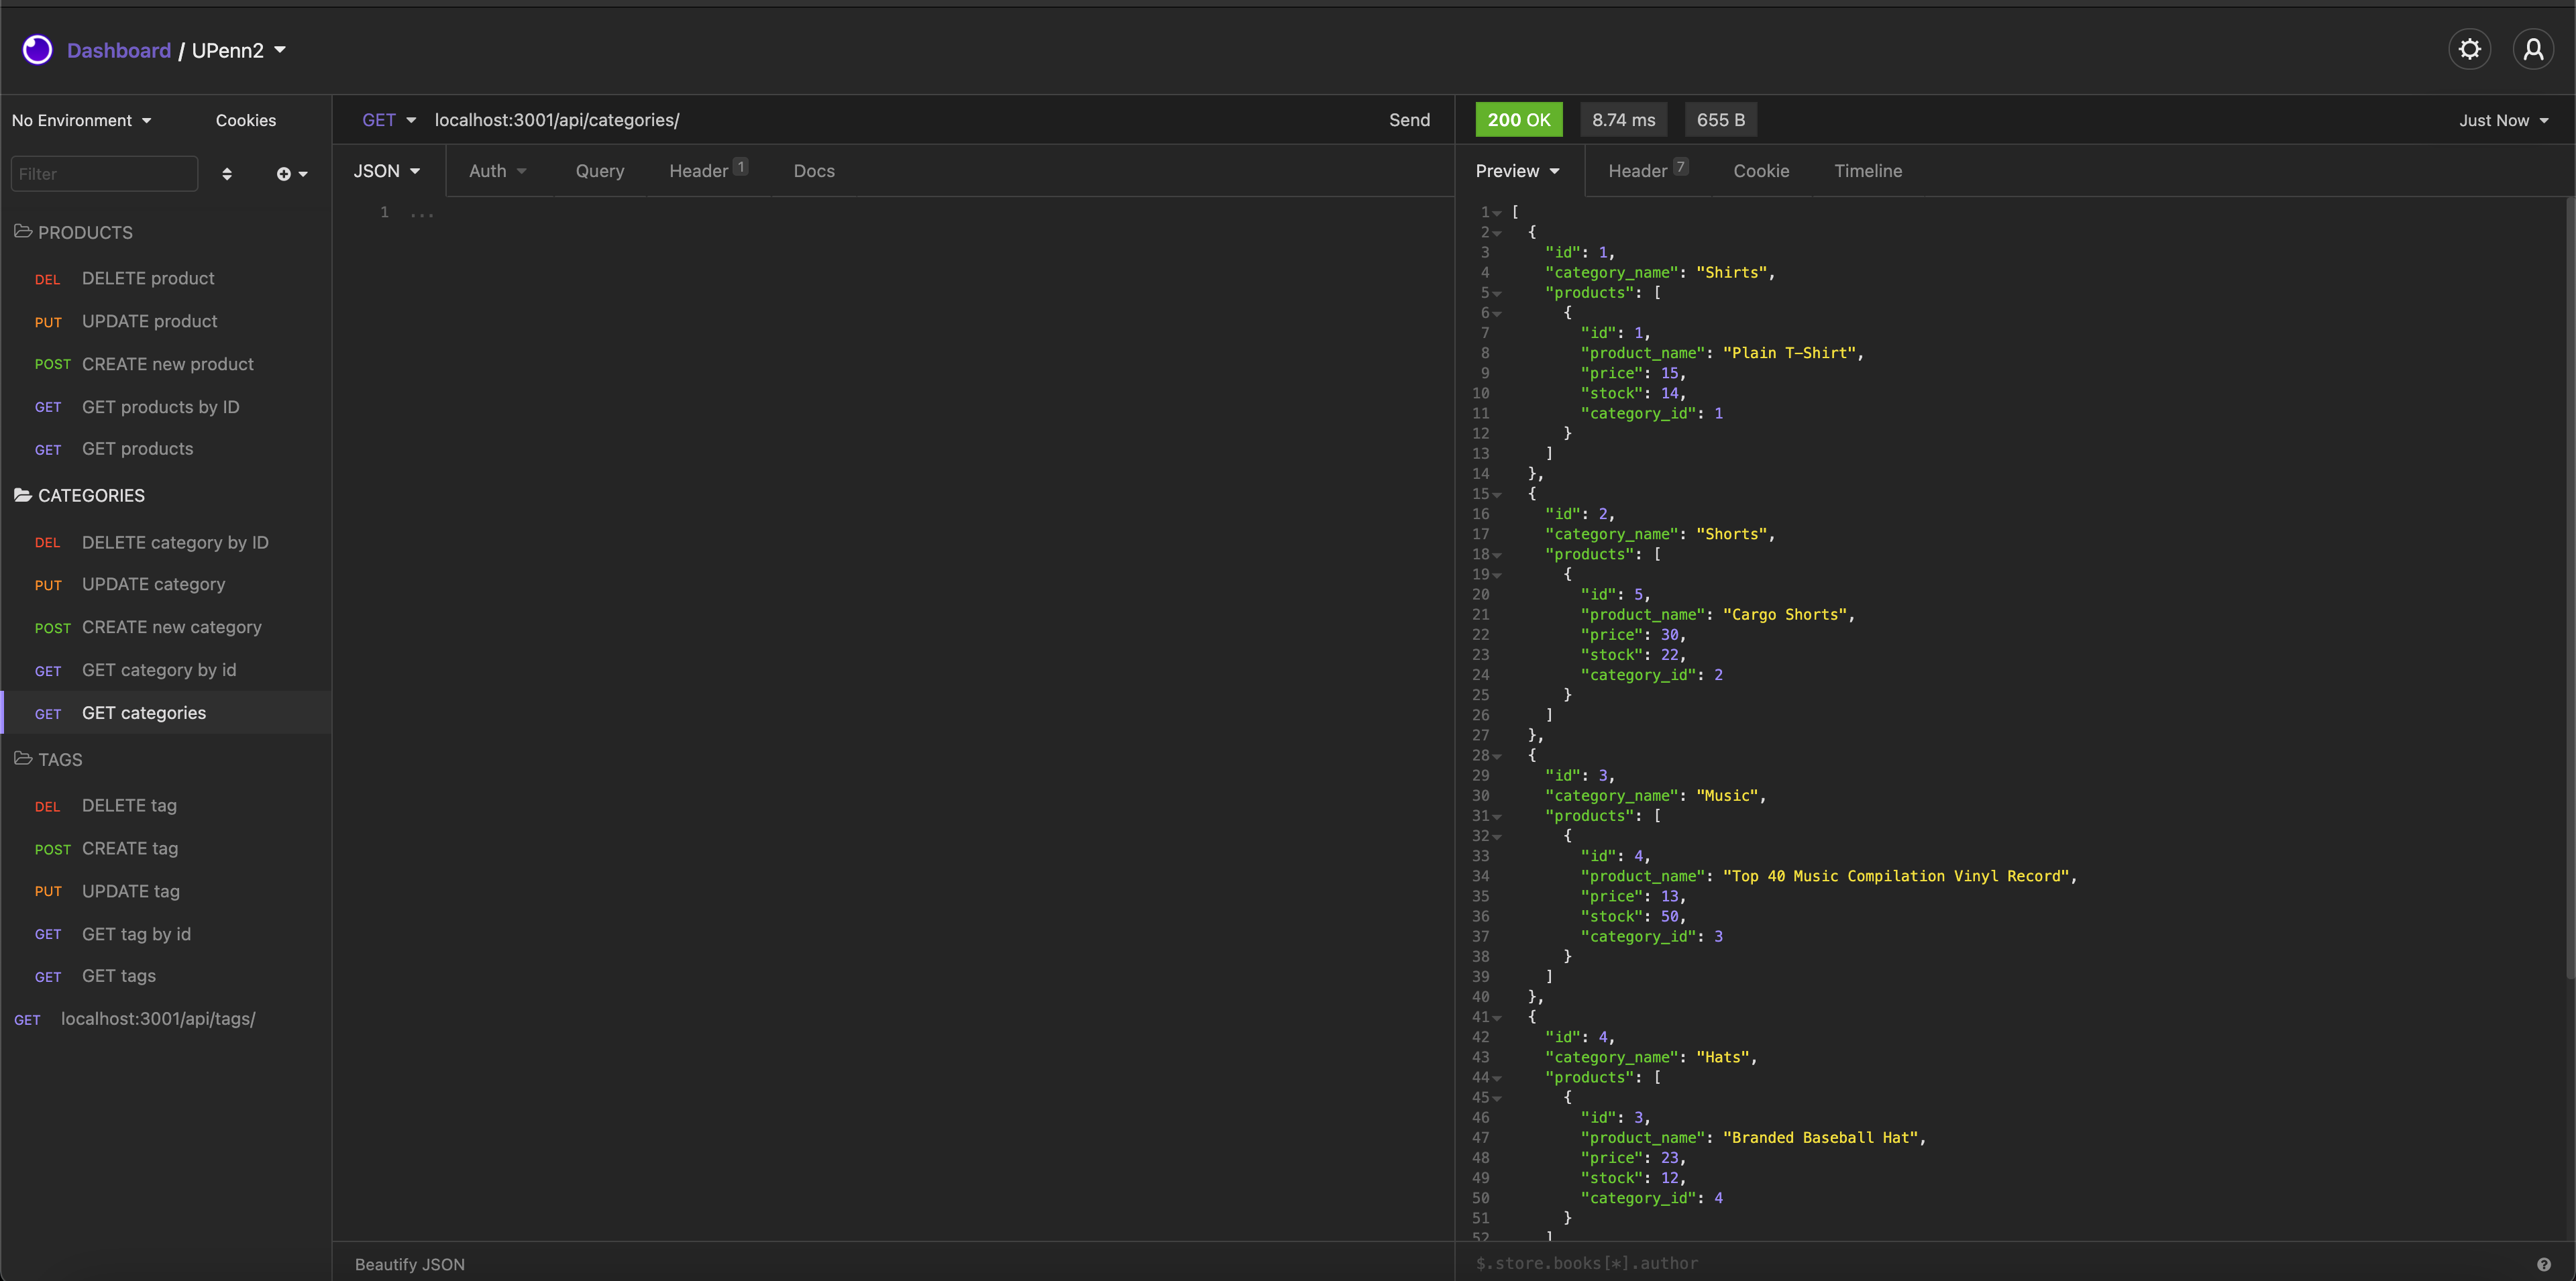 Dashboard / UPenn2
No Environment
Cookies
Filter
PRODUCTS
DEL DELETE product
PUT UPDATE product
POST CREATE new product
GET GET products by ID
GET GET products
CATEGORIES
DEL DELETE category by ID
PUT UPDATE category
POST CREATE new category
GET GET category by id
GET GET categories
TAGS
DEL DELETE tag
POST CREATE tag
PUT UPDATE tag
GET GET tag by id
GET GET tags
GET localhost:3001/api/tags/
GET localhost:3001/api/categories/ Send
JSON Auth Query Header 1 Docs
1 ...
Beautify JSON
200 OK 8.74 ms 655 B Just Now
Preview Header 7 Cookie Timeline
1 [
2 {
3 "id": 1,
4 "category_name": "Shirts",
5 "products": [
6 {
7 "id": 1,
8 "product_name": "Plain T-Shirt",
9 "price": 15,
10 "stock": 14,
11 "category_id": 1
12 }
13 ]
14 },
15 {
16 "id": 2,
17 "category_name": "Shorts",
18 "products": [
19 {
20 "id": 5,
21 "product_name": "Cargo Shorts",
22 "price": 30,
23 "stock": 22,
24 "category_id": 2
25 }
26 ]
27 },
28 {
29 "id": 3,
30 "category_name": "Music",
31 "products": [
32 {
33 "id": 4,
34 "product_name": "Top 40 Music Compilation Vinyl Record",
35 "price": 13,
36 "stock": 50,
37 "category_id": 3
38 }
39 ]
40 },
41 {
42 "id": 4,
43 "category_name": "Hats",
44 "products": [
45 {
46 "id": 3,
47 "product_name": "Branded Baseball Hat",
48 "price": 23,
49 "stock": 12,
50 "category_id": 4
51 }
52 ]
$.store.books[*].author ?